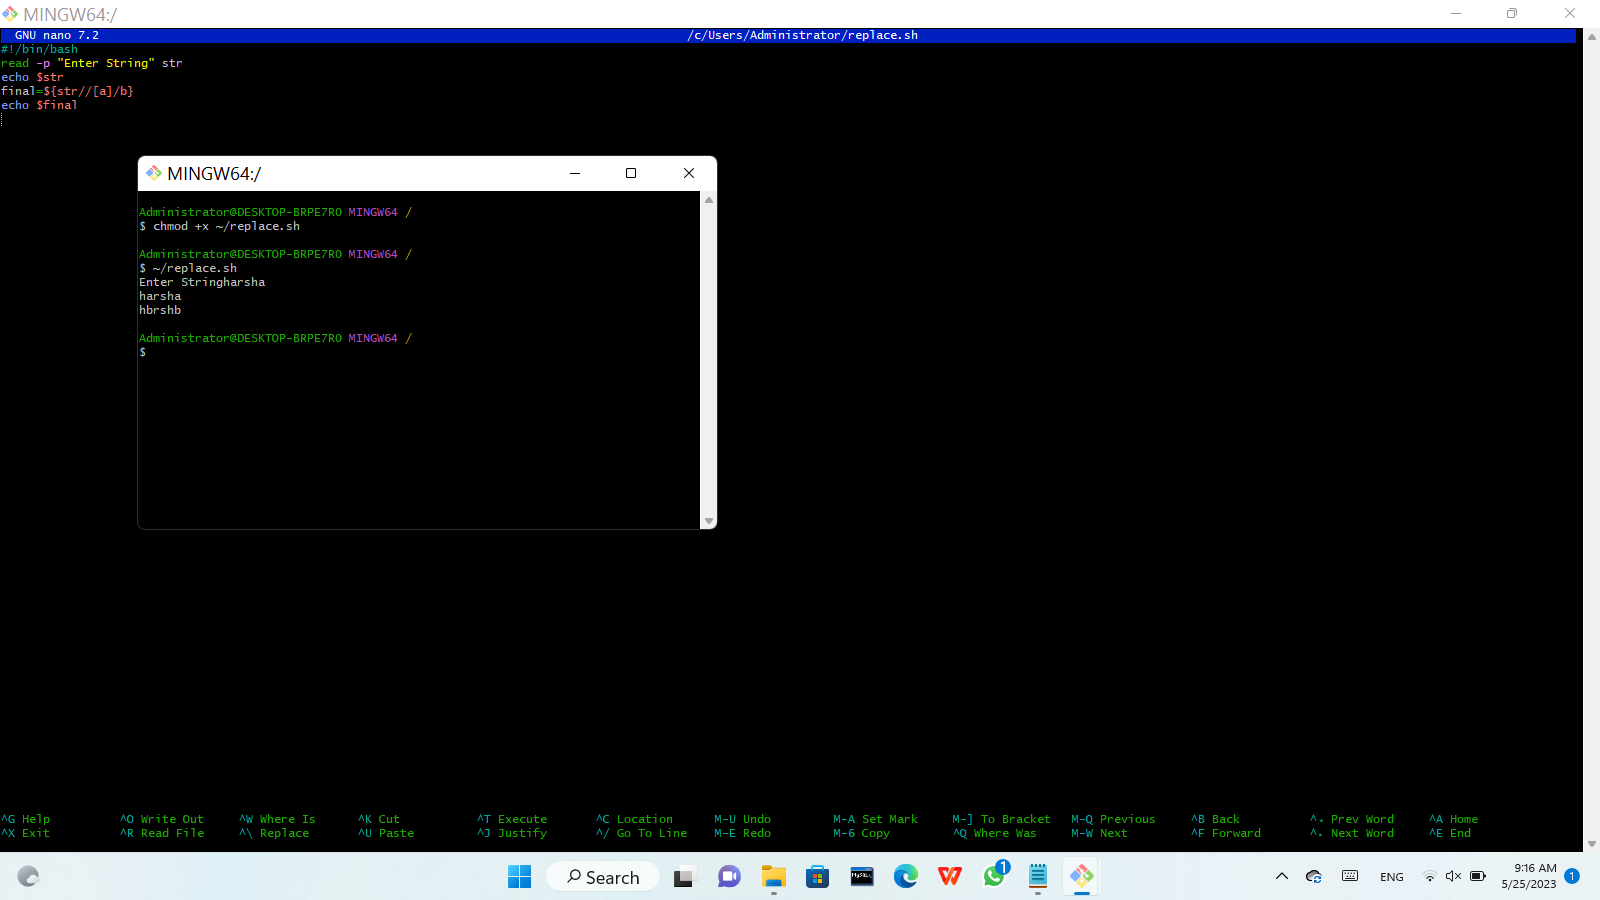 MINGW64:/
GNU nano 7.2 /c/Users/Administrator/replace.sh
#!/bin/bash
read -p "Enter String" str
echo $str
final=${str//[a]/b}
echo $final
MINGW64:/
Administrator@DESKTOP-BRPE7RO MINGW64 /
$ chmod +x ~/replace.sh
Administrator@DESKTOP-BRPE7RO MINGW64 /
$ ~/replace.sh
Enter Stringharsha
harsha
hbrshb
Administrator@DESKTOP-BRPE7RO MINGW64 /
$
^G Help ^O Write Out ^W Where Is ^K Cut ^T Execute ^C Location M-U Undo M-A Set Mark M-] To Bracket M-Q Previous ^B Back ^◂ Prev Word ^A Home
^X Exit ^R Read File ^\ Replace ^U Paste ^J Justify ^/ Go To Line M-E Redo M-6 Copy ^Q Where Was M-W Next ^F Forward ^▸ Next Word ^E End
Search
MySQL
1
ENG
9:16 AM
5/25/2023
1